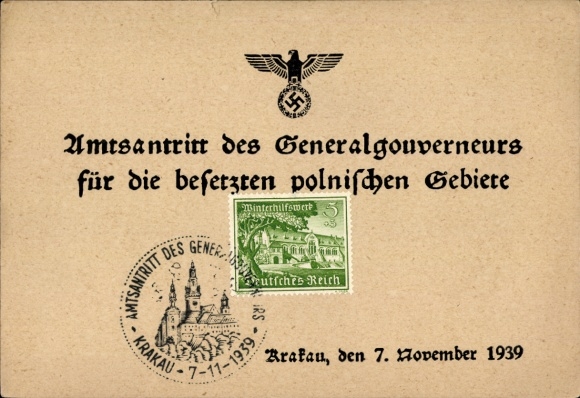 Amtsantritt des Generalgouverneurs
für die besetzten polnischen Gebiete
Winterhilfswerk 5
Deutsches Reich
AMTSANTRITT DES GENERALGOUVERNEURS
KRAKAU - 7-11-1939 -
Krakau, den 7. November 1939